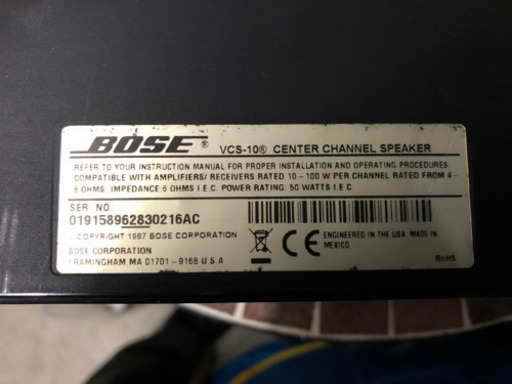 BOSE® VCS-10® CENTER CHANNEL SPEAKER
REFER TO YOUR INSTRUCTION MANUAL FOR PROPER INSTALLATION AND OPERATING PROCEDURES
COMPATIBLE WITH AMPLIFIERS/ RECEIVERS RATED 10 - 100 W PER CHANNEL RATED FROM 4-
8 OHMS IMPEDANCE:6 OHMS I.E.C. POWER RATING: 50 WATTS I.E.C
SER NO.
019158962830216AC
COPYRIGHT 1997 BOSE CORPORATION
BOSE CORPORATION
FRAMINGHAM MA 01701-9168 U.S.A
CE
ENGINEERED IN THE USA MADE IN
MEXICO
RoHS